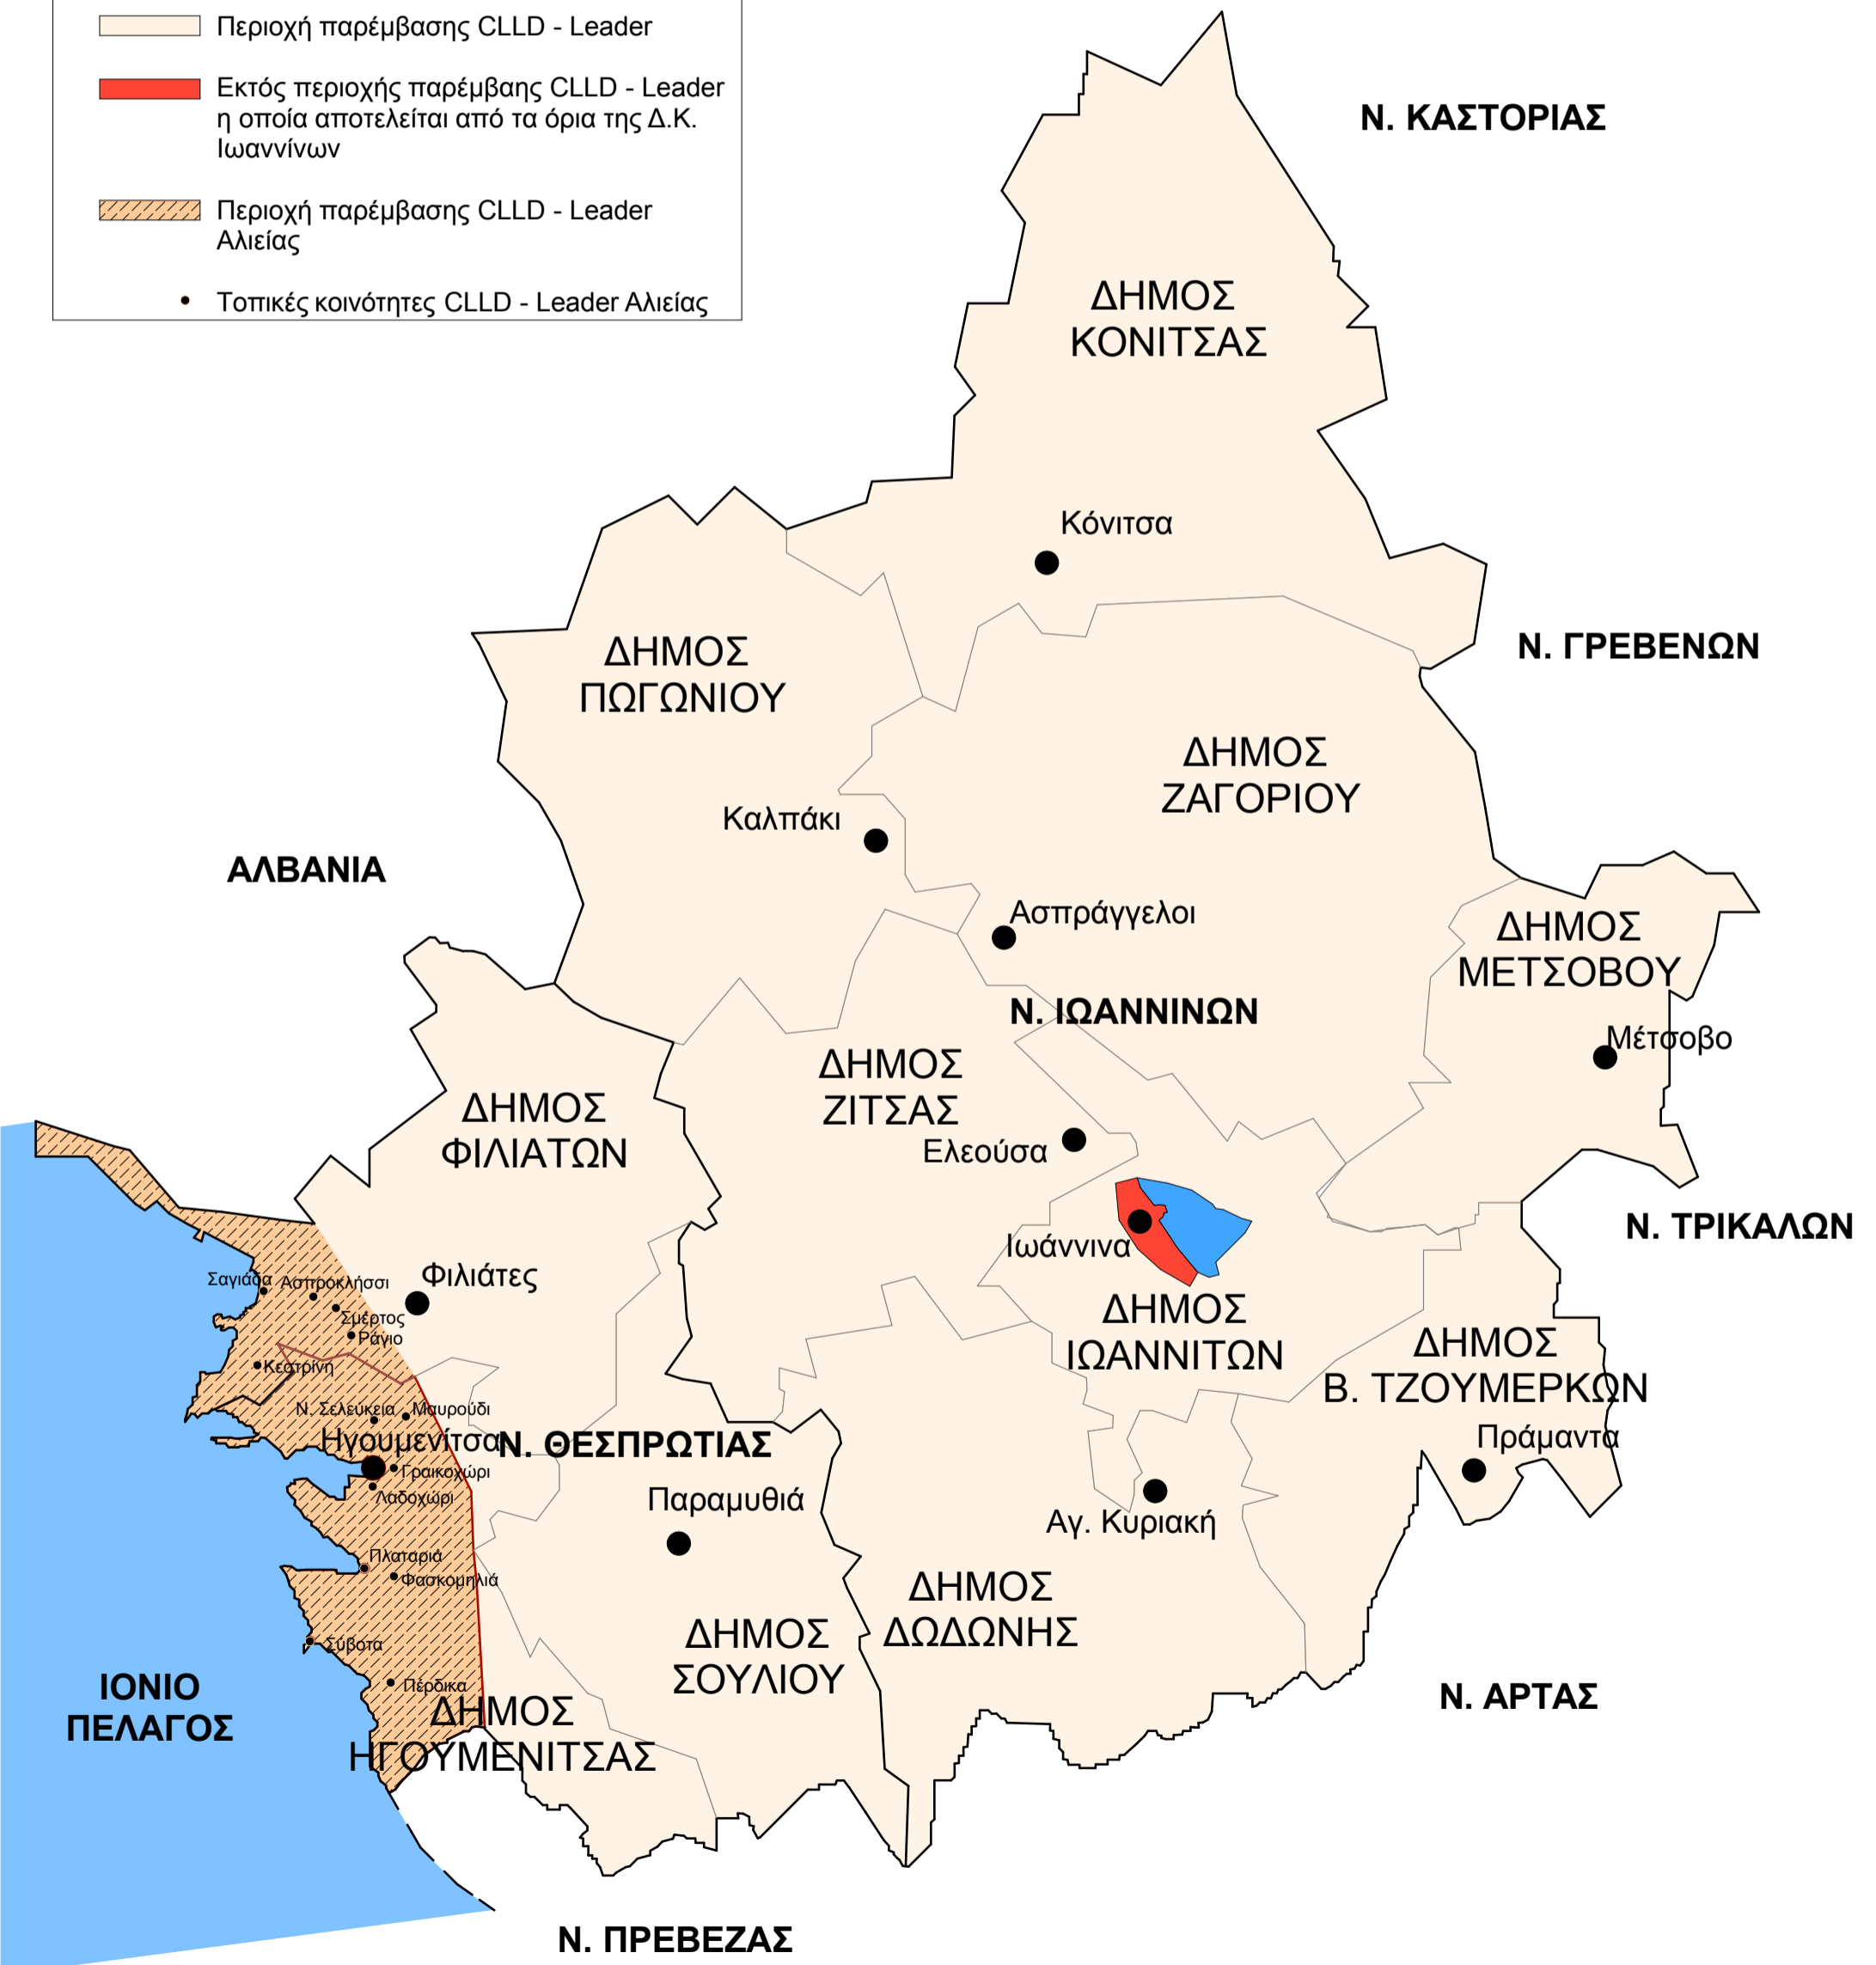 Περιοχή παρέμβασης CLLD - Leader
Εκτός περιοχής παρέμβαης CLLD - Leader
η οποία αποτελείται από τα όρια της Δ.Κ.
Ιωαννίνων
Περιοχή παρέμβασης CLLD - Leader
Αλιείας
Τοπικές κοινότητες CLLD - Leader Αλιείας
Ν. ΚΑΣΤΟΡΙΑΣ
ΔΗΜΟΣ
ΚΟΝΙΤΣΑΣ
Κόνιτσα
Ν. ΓΡΕΒΕΝΩΝ
ΔΗΜΟΣ
ΠΩΓΩΝΙΟΥ
ΔΗΜΟΣ
ΖΑΓΟΡΙΟΥ
Καλπάκι
ΑΛΒΑΝΙΑ
Ασπράγγελοι
ΔΗΜΟΣ
ΜΕΤΣΟΒΟΥ
Ν. ΙΩΑΝΝΙΝΩΝ
Μέτσοβο
ΔΗΜΟΣ
ΖΙΤΣΑΣ
ΔΗΜΟΣ
ΦΙΛΙΑΤΩΝ
Ελεούσα
Ν. ΤΡΙΚΑΛΩΝ
Ιωάννινα
Φιλιάτες
Σαγιάδα
Ασπροκλήσσι
Σμέρτος
Ράγιο
Κεστρίνη
ΔΗΜΟΣ
ΙΩΑΝΝΙΤΩΝ
ΔΗΜΟΣ
Β. ΤΖΟΥΜΕΡΚΩΝ
Ν. Σελεύκεια
Μαυρούδι
Ηγουμενίτσα
Ν. ΘΕΣΠΡΩΤΙΑΣ
Πράμαντα
Γραικοχώρι
Λαδοχώρι
Παραμυθιά
Αγ. Κυριακή
Πλαταριά
Φασκομηλιά
ΔΗΜΟΣ
ΔΩΔΩΝΗΣ
Σύβοτα
ΔΗΜΟΣ
ΣΟΥΛΙΟΥ
Πέρδικα
ΙΟΝΙΟ
ΠΕΛΑΓΟΣ
Ν. ΑΡΤΑΣ
ΔΗΜΟΣ
ΗΓΟΥΜΕΝΙΤΣΑΣ
Ν. ΠΡΕΒΕΖΑΣ